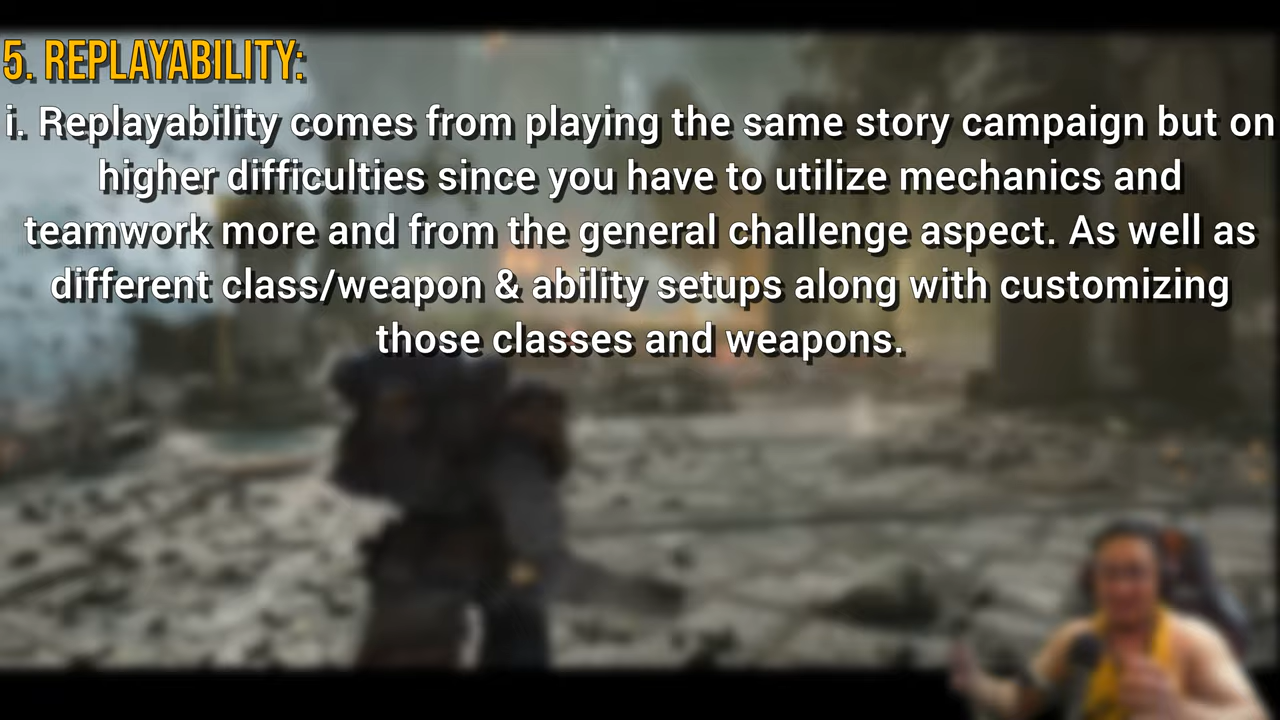 5. REPLAYABILITY:
i. Replayability comes from playing the same story campaign but on
higher difficulties since you have to utilize mechanics and
teamwork more and from the general challenge aspect. As well as
different class/weapon & ability setups along with customizing
those classes and weapons.